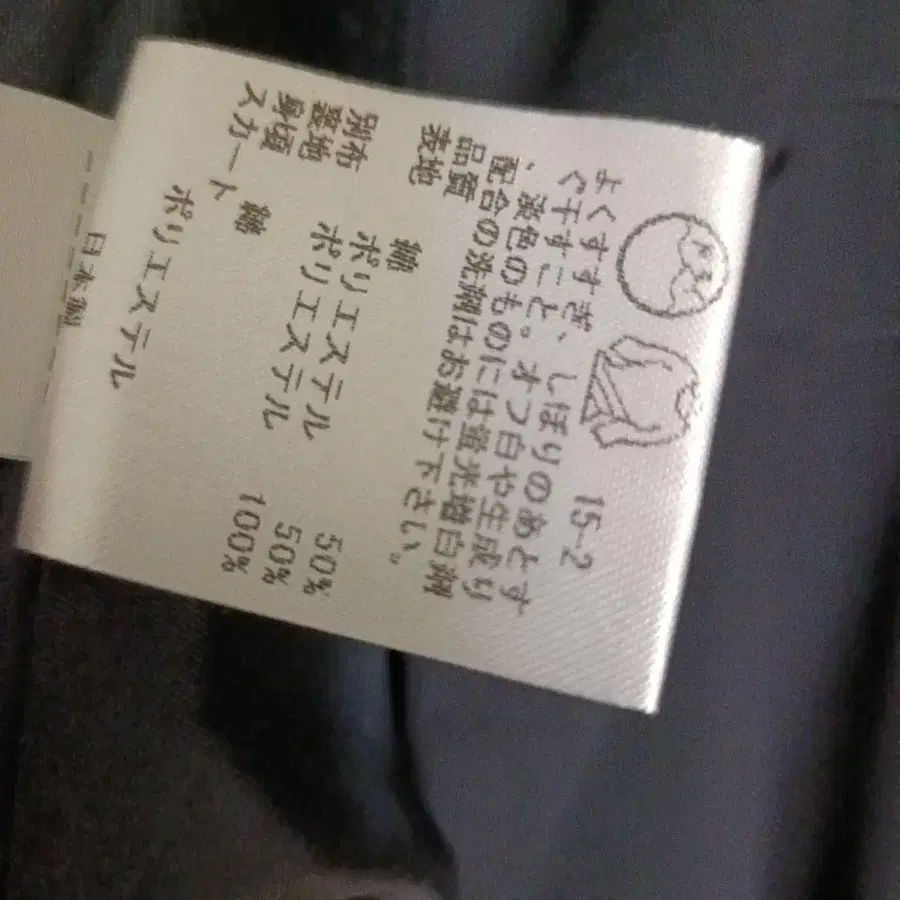 15-2
よくすすぎ、しぼりのあとす
ぐ干すこと。オフ白や生成り
、淡色のものには蛍光増白剤
配合の洗剤はお避け下さい。
品質
表地 綿 50%
ポリエステル 50%
別布 ポリエステル 100%
裏地
身頃 綿
スカート
ポリエステル
日本製